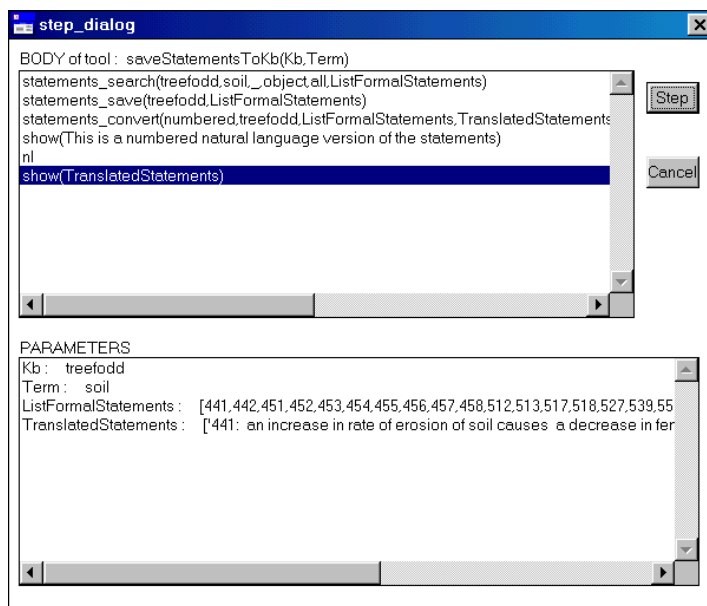 step_dialog
BODY of tool : saveStatementsToKb(Kb,Term)
statements_search(treefodd,soil,_,object,all,ListFormalStatements)
statements_save(treefodd,ListFormalStatements)
statements_convert(numbered,treefodd,ListFormalStatements,TranslatedStatements
show(This is a numbered natural language version of the statements)
nl
show(TranslatedStatements)
Step
Cancel
PARAMETERS
Kb : treefodd
Term : soil
ListFormalStatements : [441,442,451,452,453,454,455,456,457,458,512,513,517,518,527,539,55
TranslatedStatements : ['441: an increase in rate of erosion of soil causes a decrease in fer